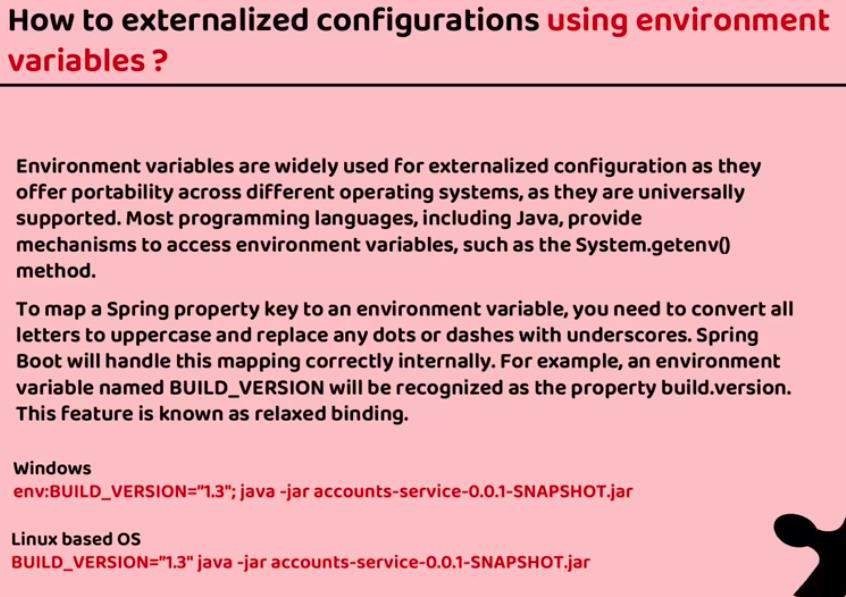 How to externalized configurations using environment
variables ?
Environment variables are widely used for externalized configuration as they
offer portability across different operating systems, as they are universally
supported. Most programming languages, including Java, provide
mechanisms to access environment variables, such as the System.getenv()
method.
To map a Spring property key to an environment variable, you need to convert all
letters to uppercase and replace any dots or dashes with underscores. Spring
Boot will handle this mapping correctly internally. For example, an environment
variable named BUILD_VERSION will be recognized as the property build.version.
This feature is known as relaxed binding.
Windows
env:BUILD_VERSION="1.3"; java -jar accounts-service-0.0.1-SNAPSHOT.jar
Linux based OS
BUILD_VERSION="1.3" java -jar accounts-service-0.0.1-SNAPSHOT.jar